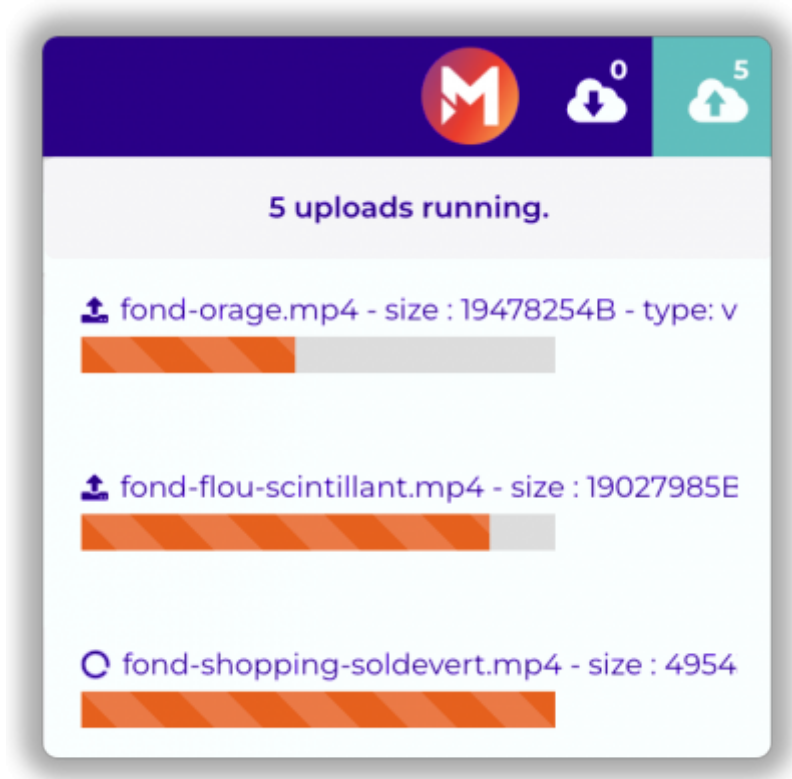 M
0
5
5 uploads running.
fond-orage.mp4 - size : 19478254B - type: v
fond-flou-scintillant.mp4 - size : 19027985B
fond-shopping-soldevert.mp4 - size : 4954